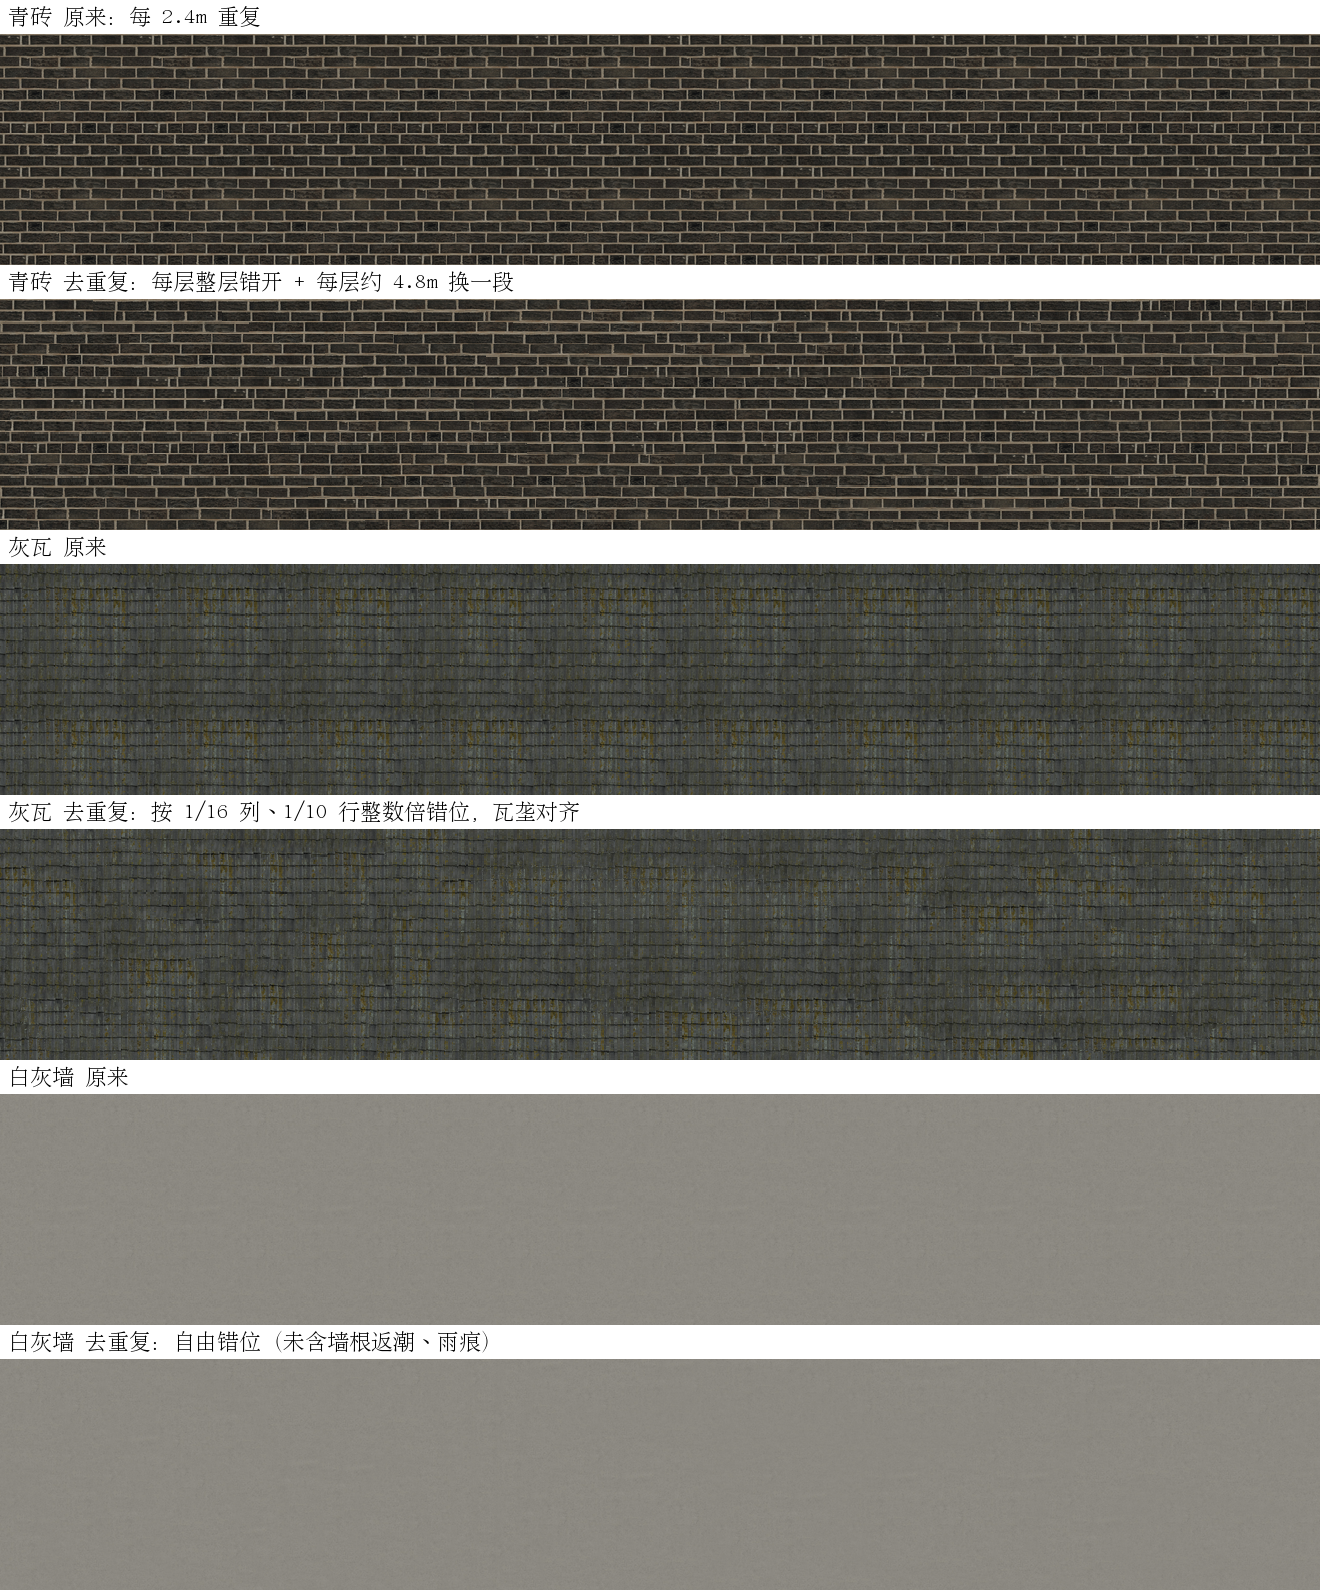 青砖 原来: 每 2.4m 重复
青砖 去重复: 每层整层错开 + 每层约 4.8m 换一段
灰瓦 原来
灰瓦 去重复: 按 1/16 列、1/10 行整数倍错位, 瓦垄对齐
白灰墙 原来
白灰墙 去重复: 自由错位 (未含墙根返潮、雨痕)